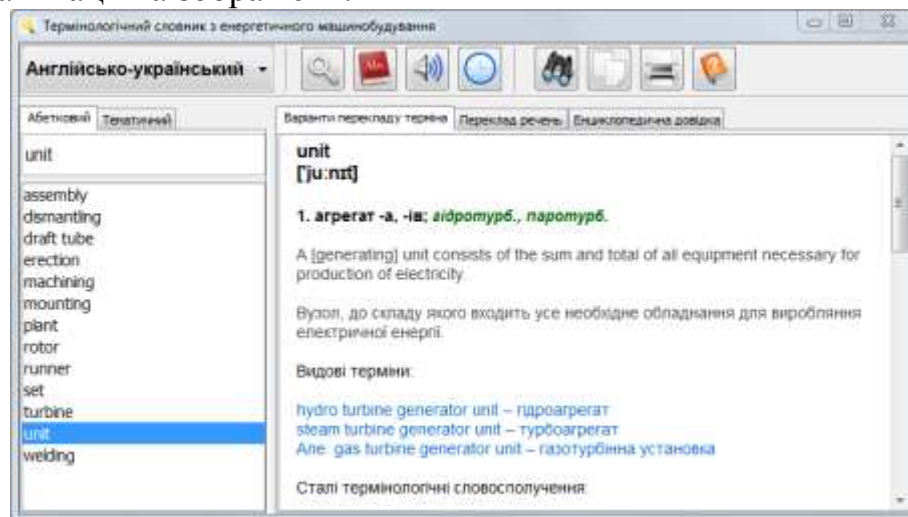 Термінологічний словник з енергетичного машинобудування
Англійсько-український
Абетковий Тематичний
Варіанти перекладу терміна Переклад речень Енциклопедична довідка
unit
assembly
dismantling
draft tube
erection
machining
mounting
plant
rotor
runner
set
turbine
unit
welding
unit
['ju:nɪt]
1. агрегат -а, -ів; гідротурб., паротурб.
A [generating] unit consists of the sum and total of all equipment necessary for
production of electricity.
Вузол, до складу якого входить усе необхідне обладнання для виробляння
електричної енергії.
Видові терміни:
hydro turbine generator unit – гідроагрегат
steam turbine generator unit – турбоагрегат
Але: gas turbine generator unit – газотурбінна установка
Сталі термінологічні словосполучення: